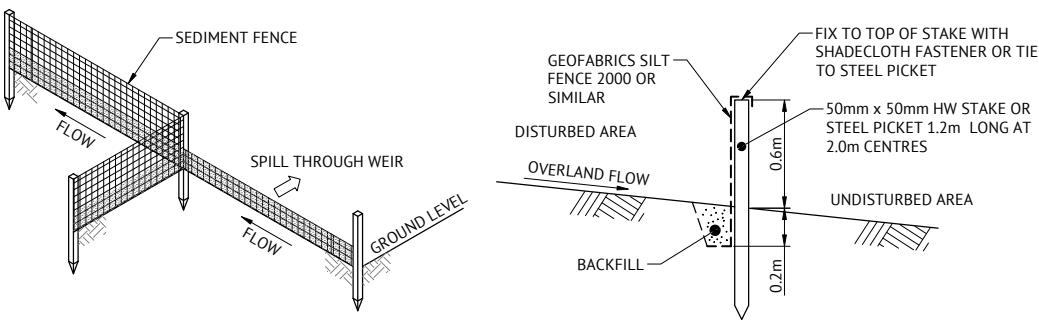 SEDIMENT FENCE
FLOW
SPILL THROUGH WEIR
FLOW
GROUND LEVEL
FIX TO TOP OF STAKE WITH
SHADECLOTH FASTENER OR TIE
TO STEEL PICKET
GEOFABRICS SILT
FENCE 2000 OR
SIMILAR
50mm x 50mm HW STAKE OR
STEEL PICKET 1.2m LONG AT
2.0m CENTRES
DISTURBED AREA
0.6m
OVERLAND FLOW
UNDISTURBED AREA
BACKFILL
0.2m